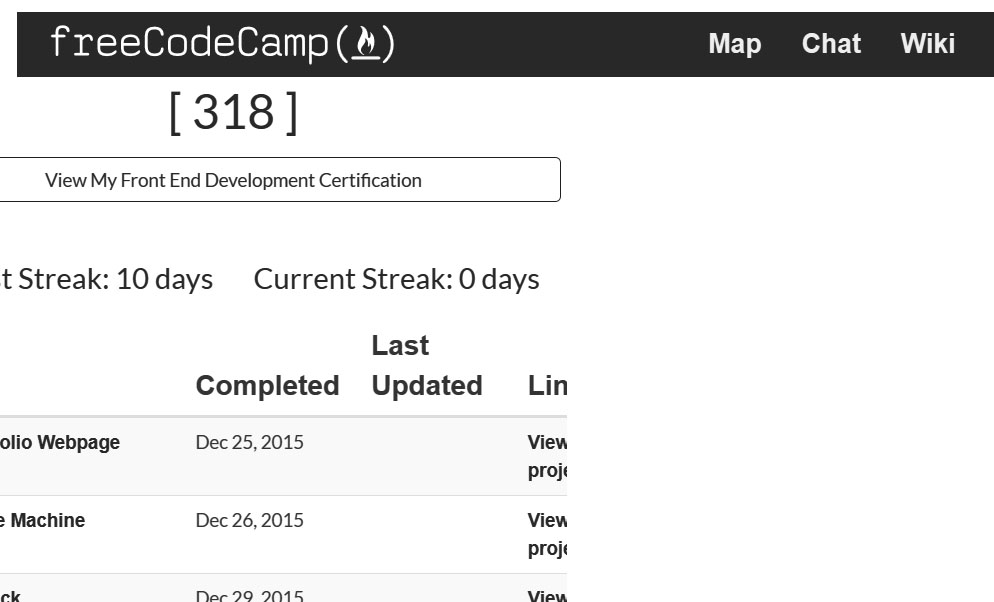 freeCodeCamp(🔥)
Map Chat Wiki
[ 318 ]
View My Front End Development Certification
t Streak: 10 days Current Streak: 0 days
Completed Last Updated Lin
olio Webpage Dec 25, 2015 View
proje
e Machine Dec 26, 2015 View
proje
ck Dec 29, 2015 View